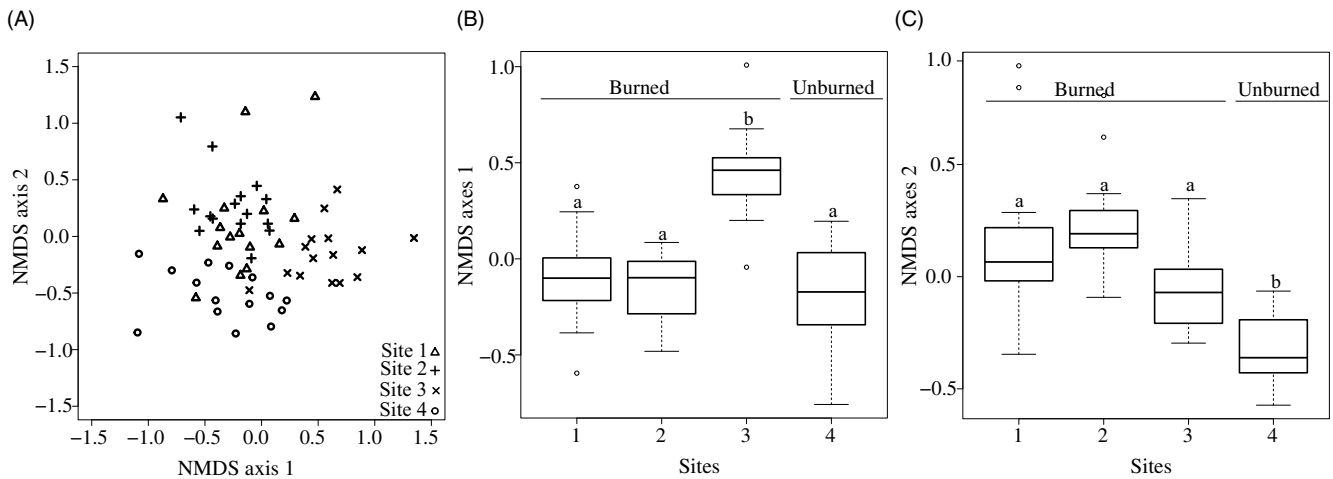 (A)
NMDS axis 2
1.5
1.0
0.5
0.0
−0.5
−1.0
−1.5
−1.5 −1.0 −0.5 0.0 0.5 1.0 1.5
NMDS axis 1
Site 1
Site 2
Site 3
Site 4
(B)
NMDS axes 1
1.0
0.5
0.0
−0.5
Burned Unburned
a a b a
1 2 3 4
Sites
(C)
NMDS axes 2
1.0
0.5
0.0
−0.5
Burned Unburned
a a a b
1 2 3 4
Sites